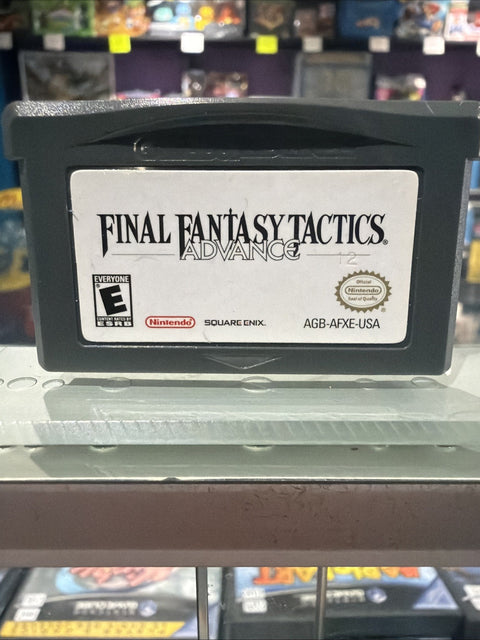 FINAL FANTASY TACTICS®
ADVANCE
12
EVERYONE
E
CONTENT RATED BY
ESRB
Nintendo
SQUARE ENIX.
Official
Nintendo
Seal of Quality
AGB-AFXE-USA